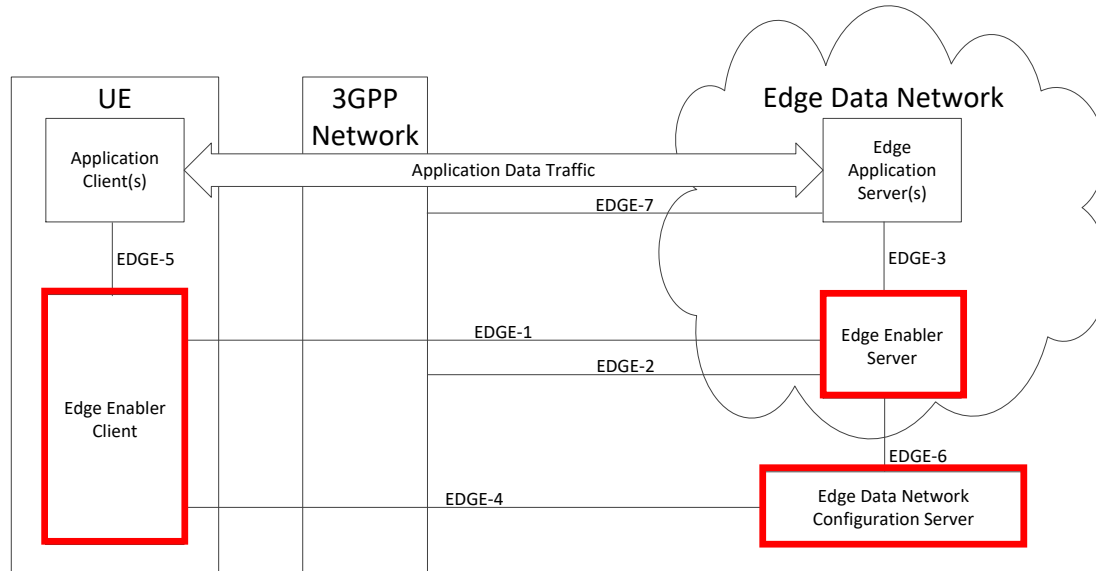 UE
3GPP
Network
Edge Data Network
Application
Client(s)
Application Data Traffic
Edge
Application
Server(s)
EDGE-7
EDGE-5
EDGE-3
EDGE-1
Edge Enabler
Server
EDGE-2
Edge Enabler
Client
EDGE-6
EDGE-4
Edge Data Network
Configuration Server